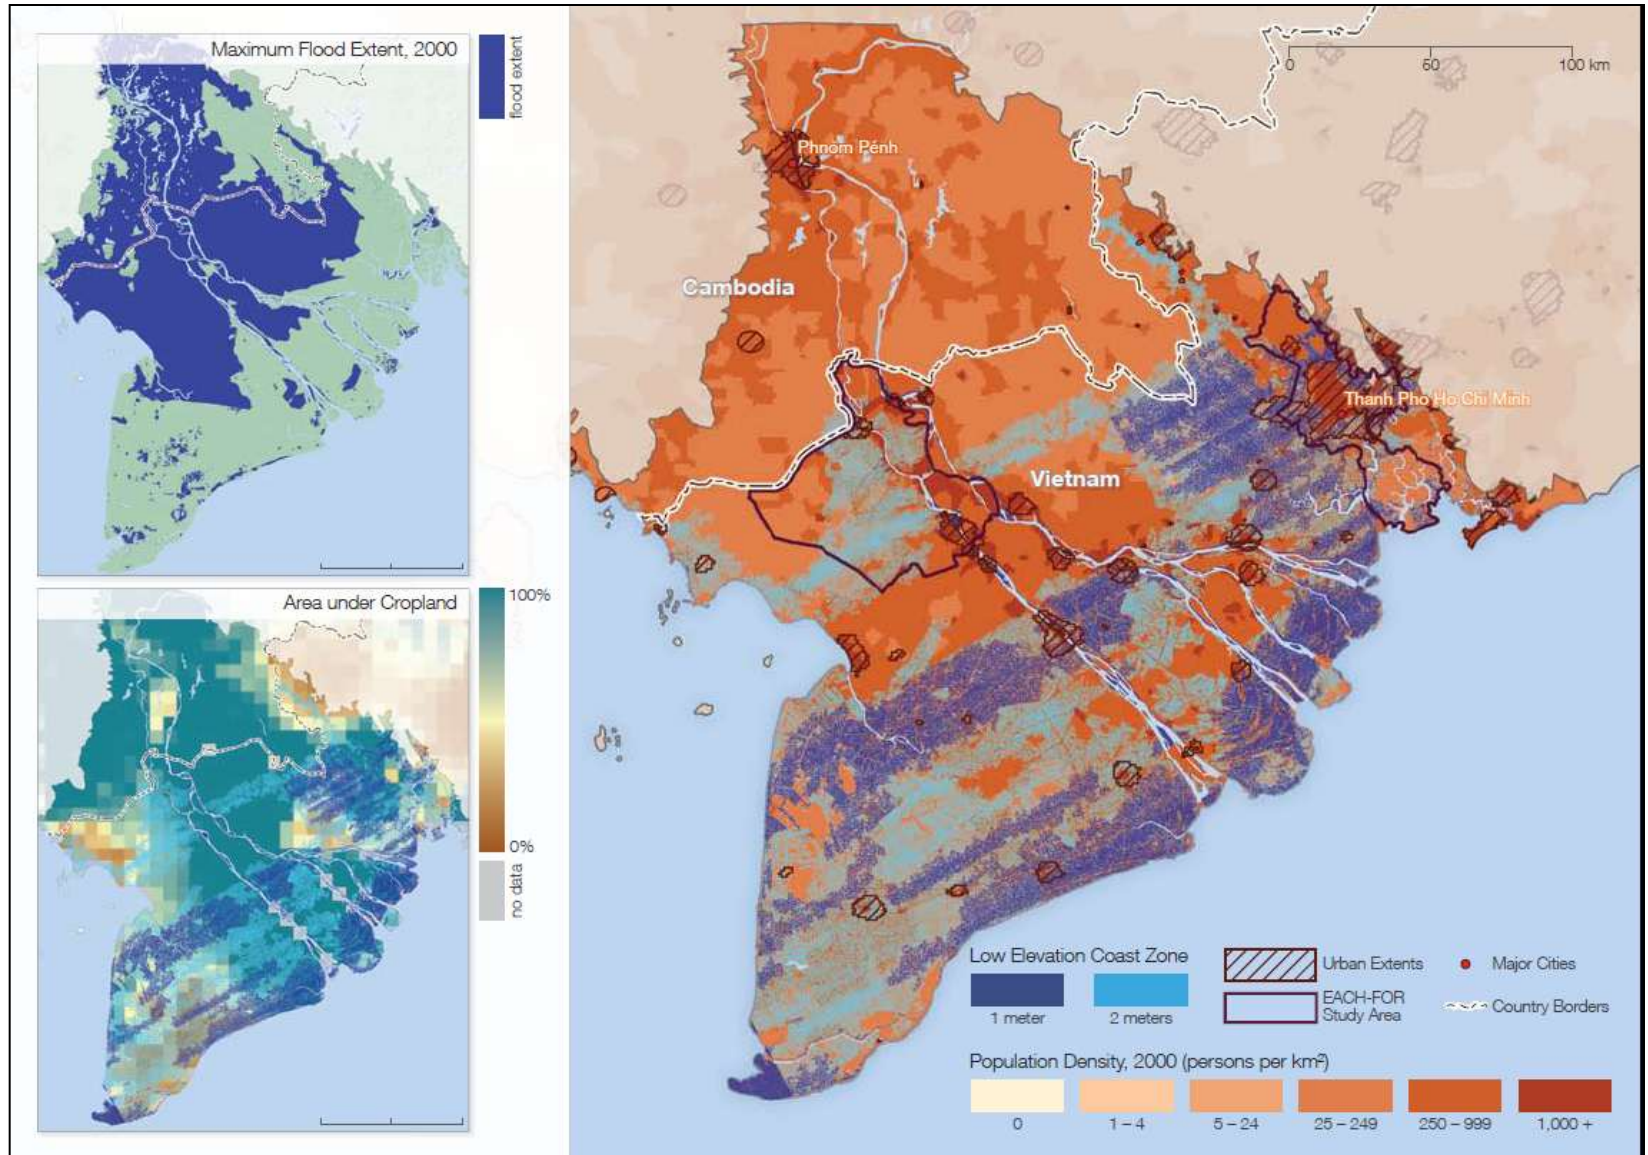 Maximum Flood Extent, 2000
flood extent
Area under Cropland
100%
0%
no data
0
60
100 km
Phnom Pénh
Cambodia
Thanh Pho Ho Chi Minh
Vietnam
Low Elevation Coast Zone
1 meter
2 meters
Urban Extents
EACH-FOR
Study Area
Major Cities
Country Borders
Population Density, 2000 (persons per km²)
0
1 – 4
5 – 24
25 – 249
250 – 999
1,000 +